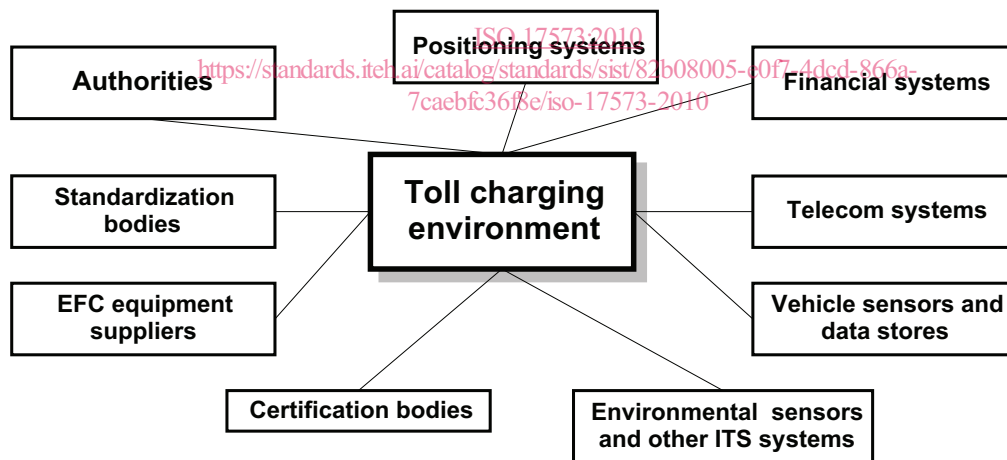 ISO 17573:2010
Positioning systems
https://standards.iteh.ai/catalog/standards/sist/82b08005-e0f7-4dcd-866a-
7caebfc36f8e/iso-17573-2010
Authorities
Financial systems
Toll charging
environment
Standardization
bodies
Telecom systems
EFC equipment
suppliers
Vehicle sensors and
data stores
Certification bodies
Environmental sensors
and other ITS systems